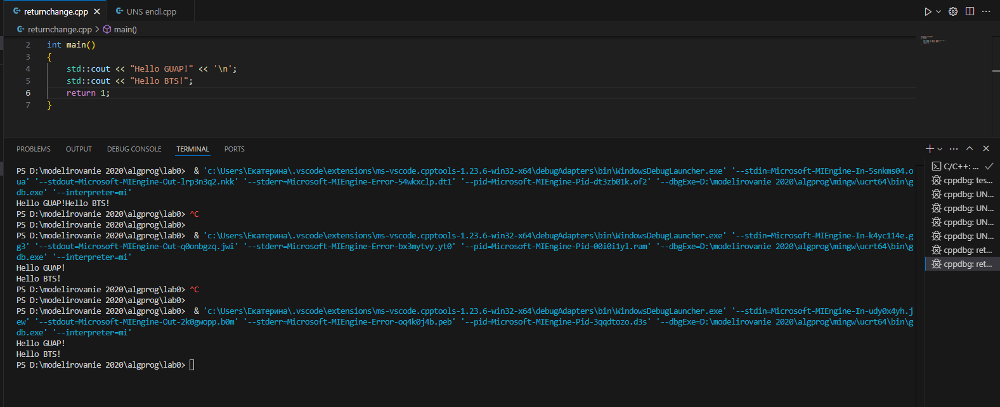 returnchange.cpp UNS endl.cpp
returnchange.cpp > main()
2 int main()
3 {
4 std::cout << "Hello GUAP!" << '\n';
5 std::cout << "Hello BTS!";
6 return 1;
7 }
PROBLEMS OUTPUT DEBUG CONSOLE TERMINAL PORTS
PS D:\modelirovanie 2020\algprog\lab0> & 'c:\Users\Екатерина\.vscode\extensions\ms-vscode.cpptools-1.23.6-win32-x64\debugAdapters\bin\WindowsDebugLauncher.exe' '--stdin=Microsoft-MIEngine-In-5snkms04.o
ua' '--stdout=Microsoft-MIEngine-Out-lrp3n3q2.nkk' '--stderr=Microsoft-MIEngine-Error-54wkxclp.dt1' '--pid=Microsoft-MIEngine-Pid-dt3zb01k.of2' '--dbgExe=D:\modelirovanie 2020\algprog\mingw\ucrt64\bin\g
db.exe' '--interpreter=mi'
Hello GUAP!Hello BTS!
PS D:\modelirovanie 2020\algprog\lab0> ^C
PS D:\modelirovanie 2020\algprog\lab0>
PS D:\modelirovanie 2020\algprog\lab0> & 'c:\Users\Екатерина\.vscode\extensions\ms-vscode.cpptools-1.23.6-win32-x64\debugAdapters\bin\WindowsDebugLauncher.exe' '--stdin=Microsoft-MIEngine-In-k4yc114e.g
g3' '--stdout=Microsoft-MIEngine-Out-q0onbgzq.jwi' '--stderr=Microsoft-MIEngine-Error-bx3mytvy.yt0' '--pid=Microsoft-MIEngine-Pid-00i0i1yl.ram' '--dbgExe=D:\modelirovanie 2020\algprog\mingw\ucrt64\bin\g
db.exe' '--interpreter=mi'
Hello GUAP!
Hello BTS!
PS D:\modelirovanie 2020\algprog\lab0> ^C
PS D:\modelirovanie 2020\algprog\lab0>
PS D:\modelirovanie 2020\algprog\lab0> & 'c:\Users\Екатерина\.vscode\extensions\ms-vscode.cpptools-1.23.6-win32-x64\debugAdapters\bin\WindowsDebugLauncher.exe' '--stdin=Microsoft-MIEngine-In-udy0x4yh.j
ew' '--stdout=Microsoft-MIEngine-Out-2k0gwopp.b0m' '--stderr=Microsoft-MIEngine-Error-oq4k0j4b.peb' '--pid=Microsoft-MIEngine-Pid-3qqdtozo.d3s' '--dbgExe=D:\modelirovanie 2020\algprog\mingw\ucrt64\bin\g
db.exe' '--interpreter=mi'
Hello GUAP!
Hello BTS!
PS D:\modelirovanie 2020\algprog\lab0>
C/C++: ...
cppdbg: tes...
cppdbg: UN...
cppdbg: UN...
cppdbg: UN...
cppdbg: UN...
cppdbg: ret...
cppdbg: ret...